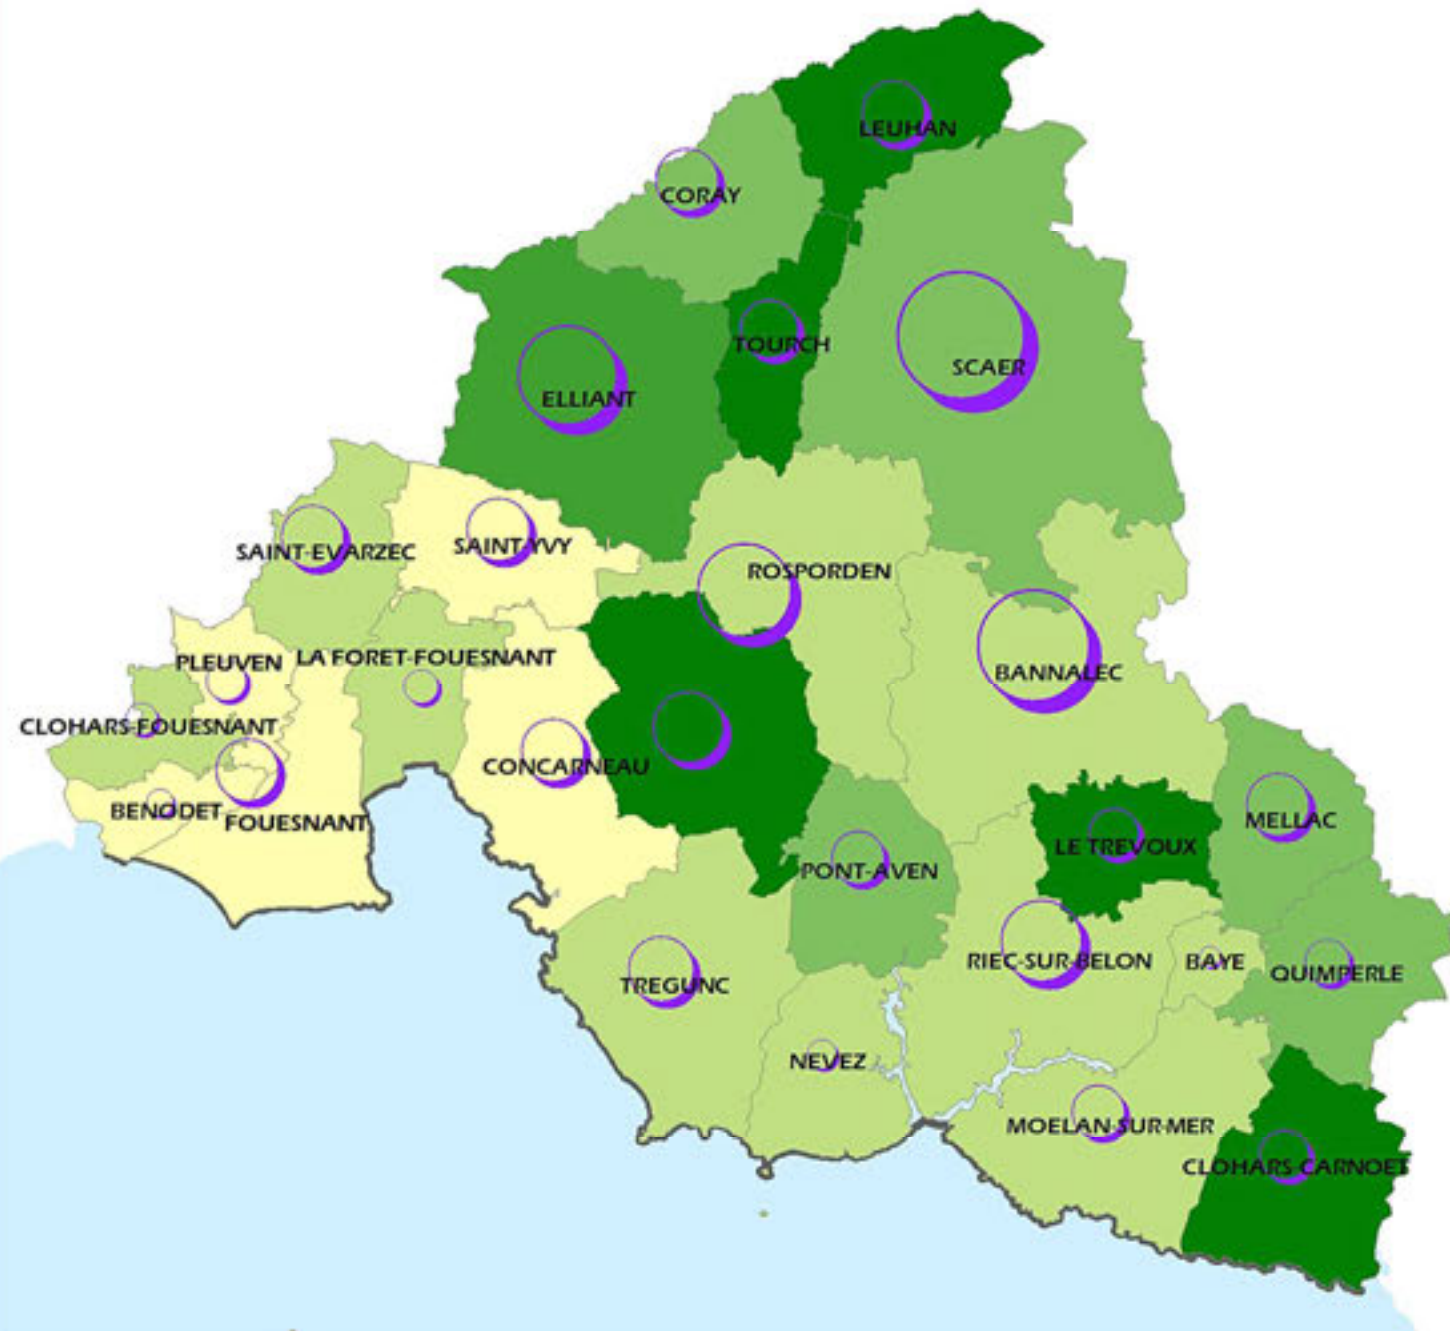 LEUHAN
CORAY
TOURCH
SCAER
ELLIANT
SAINT-EVARZEC
SAINT-YVY
ROSPORDEN
PLEUVEN
LA FORET-FOUESNANT
BANNALEC
CLOHARS-FOUESNANT
CONCARNEAU
BENODET
FOUESNANT
MELLAC
LE TREVOUX
PONT-AVEN
RIEC-SUR-BELON
BAYE
QUIMPERLE
TREGUNC
NEVEZ
MOELAN-SUR-MER
CLOHARS-CARNOET